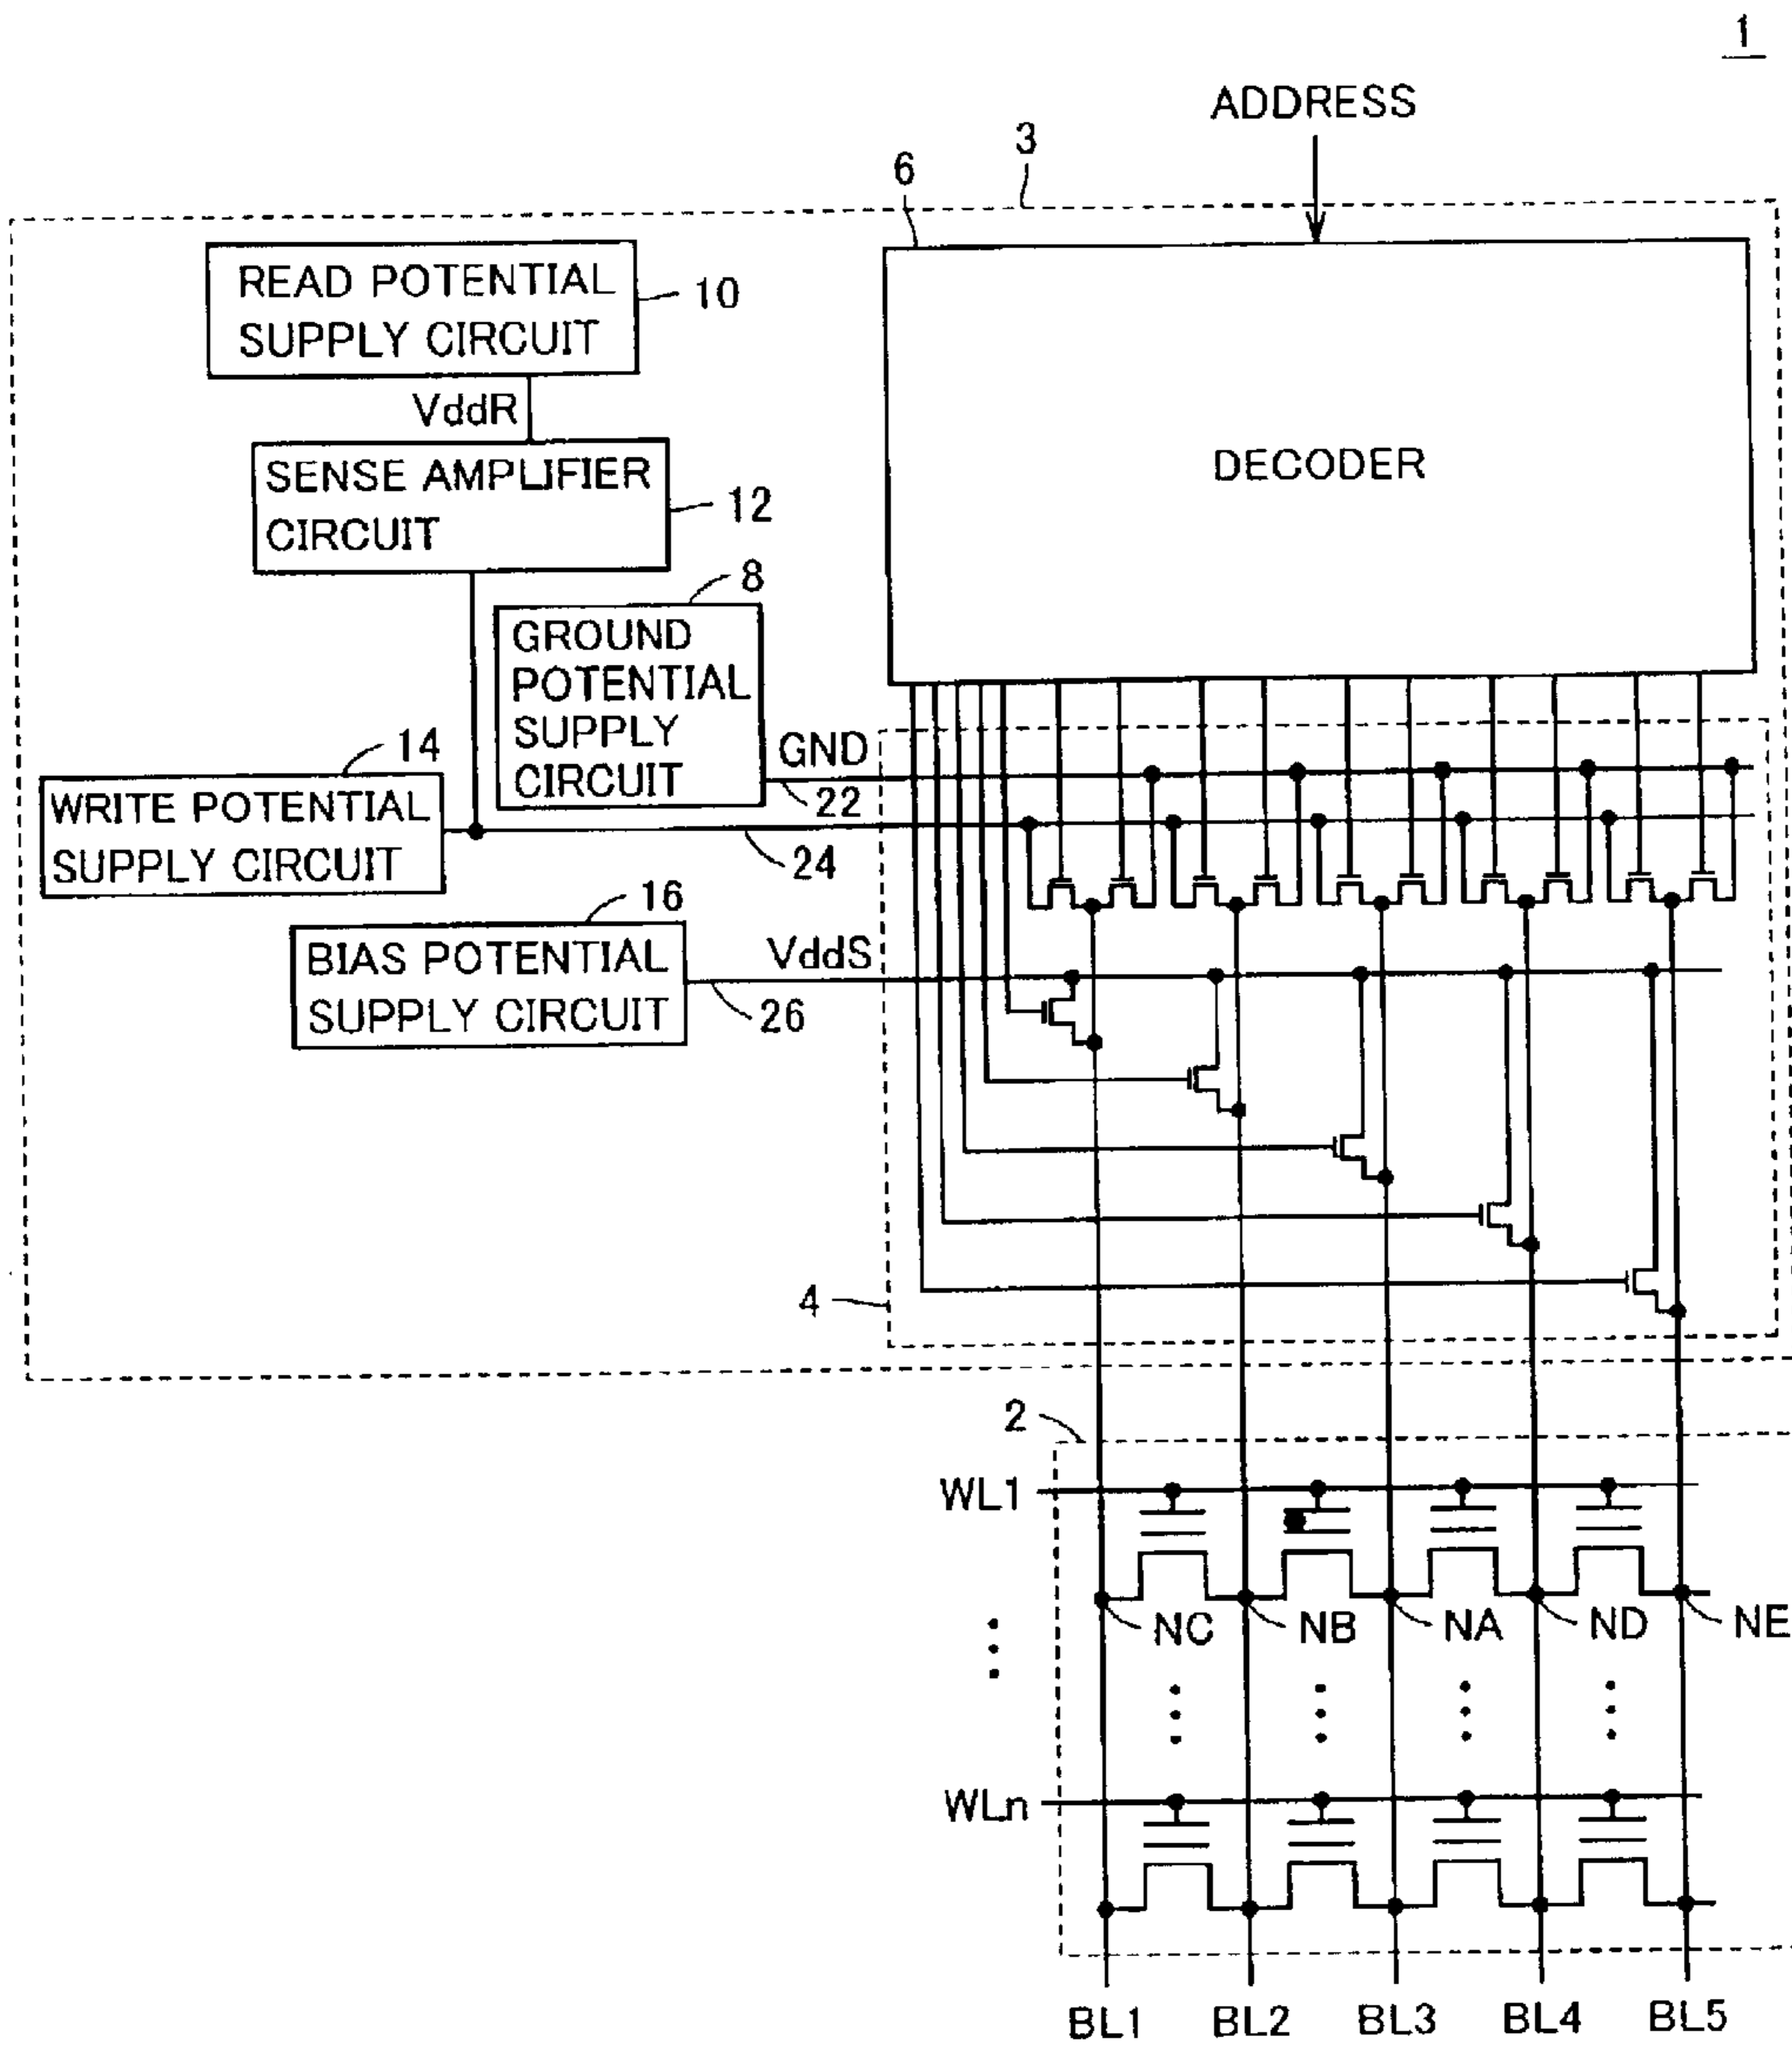 1
ADDRESS
3
6
READ POTENTIAL
SUPPLY CIRCUIT
10
VddR
SENSE AMPLIFIER
CIRCUIT
12
DECODER
8
GROUND
POTENTIAL
SUPPLY
CIRCUIT
GND
22
14
WRITE POTENTIAL
SUPPLY CIRCUIT
24
16
BIAS POTENTIAL
SUPPLY CIRCUIT
VddS
26
4
2
WL1
NC
NB
NA
ND
NE
WLn
BL1
BL2
BL3
BL4
BL5